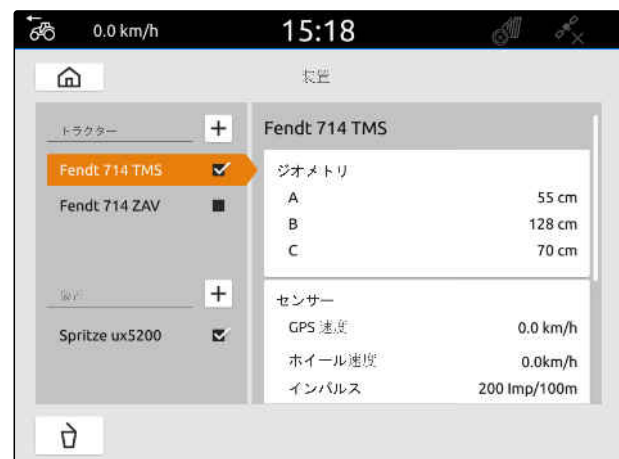 0.0 km/h
15:18
装置
トラクター
Fendt 714 TMS
Fendt 714 ZAV
Spritze ux5200
Fendt 714 TMS
ジオメトリ
A 55 cm
B 128 cm
C 70 cm
センサー
GPS 速度 0.0 km/h
ホイール速度 0.0km/h
インパルス 200 Imp/100m